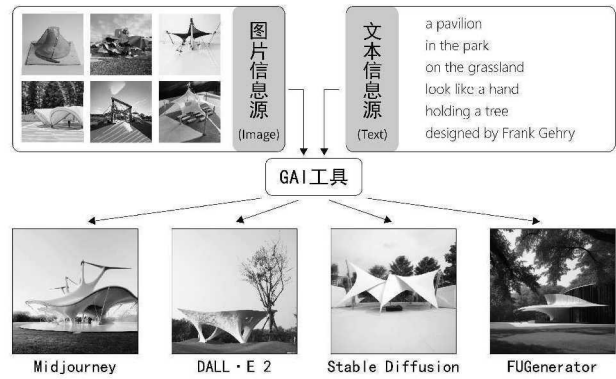 图片信息源
(Image)
文本信息源
(Text)
a pavilion
in the park
on the grassland
look like a hand
holding a tree
designed by Frank Gehry
GAI工具
Midjourney
DALL·E 2
Stable Diffusion
FUGenerator